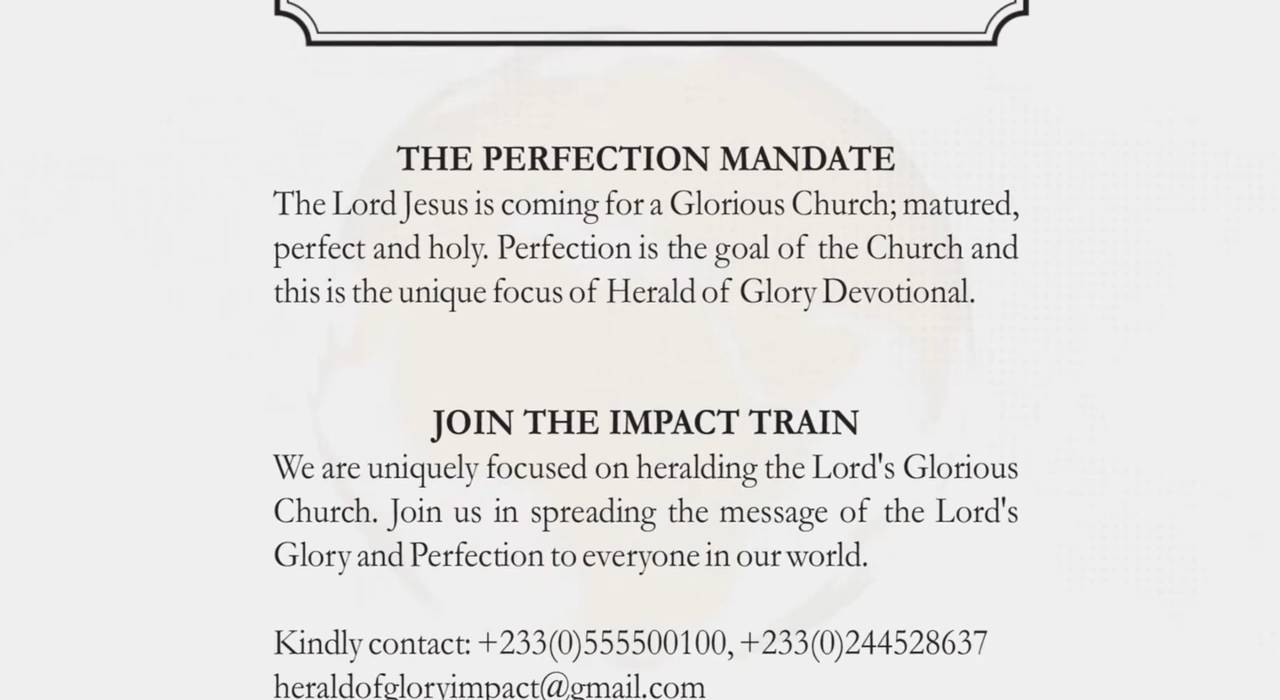 THE PERFECTION MANDATE
The Lord Jesus is coming for a Glorious Church; matured,
perfect and holy. Perfection is the goal of the Church and
this is the unique focus of Herald of Glory Devotional.
JOIN THE IMPACT TRAIN
We are uniquely focused on heralding the Lord's Glorious
Church. Join us in spreading the message of the Lord's
Glory and Perfection to everyone in our world.
Kindly contact: +233(0)555500100, +233(0)244528637
heraldofgloryimpact@gmail.com